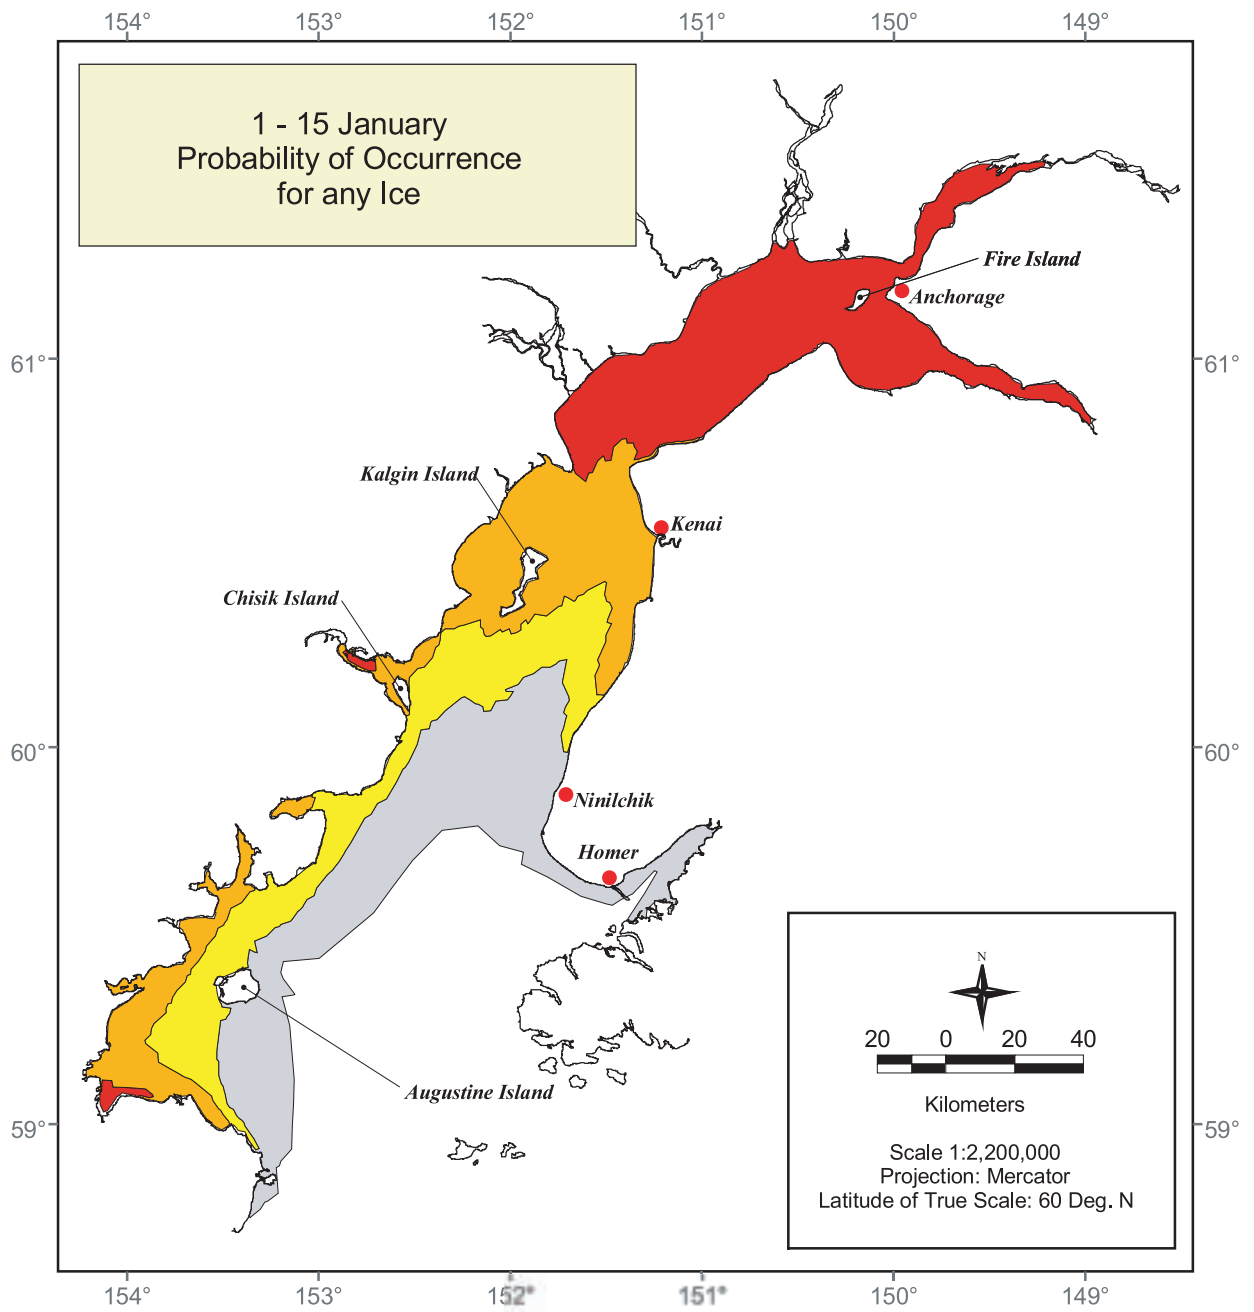 154° 153° 152° 151° 150° 149°
1 - 15 January
Probability of Occurrence
for any Ice
Fire Island
Anchorage
61° 61°
Kalgin Island
Kenai
Chisik Island
60° 60°
Ninilchik
Homer
N
20 0 20 40
Augustine Island
Kilometers
59° 59°
Scale 1:2,200,000
Projection: Mercator
Latitude of True Scale: 60 Deg. N
154° 153° 152° 151° 150° 149°